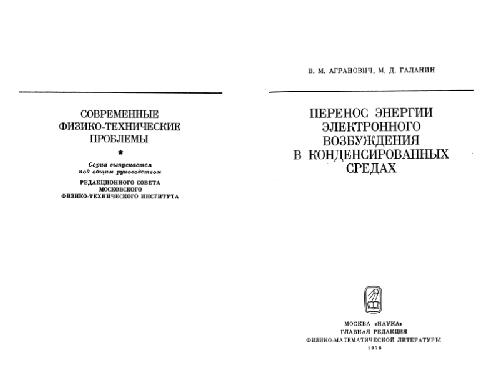 СОВРЕМЕННЫЕ
ФИЗИКО-ТЕХНИЧЕСКИЕ
ПРОБЛЕМЫ
★
Серия выпускается
под общим руководством
РЕДАКЦИОННОГО СОВЕТА
МОСКОВСКОГО
ФИЗИКО-ТЕХНИЧЕСКОГО ИНСТИТУТА
В. М. АГРАНОВИЧ, М. Д. ГАЛАНИН
ПЕРЕНОС ЭНЕРГИИ
ЭЛЕКТРОННОГО
ВОЗБУЖДЕНИЯ
В КОНДЕНСИРОВАННЫХ
СРЕДАХ
МОСКВА «НАУКА»
ГЛАВНАЯ РЕДАКЦИЯ
ФИЗИКО-МАТЕМАТИЧЕСКОЙ ЛИТЕРАТУРЫ